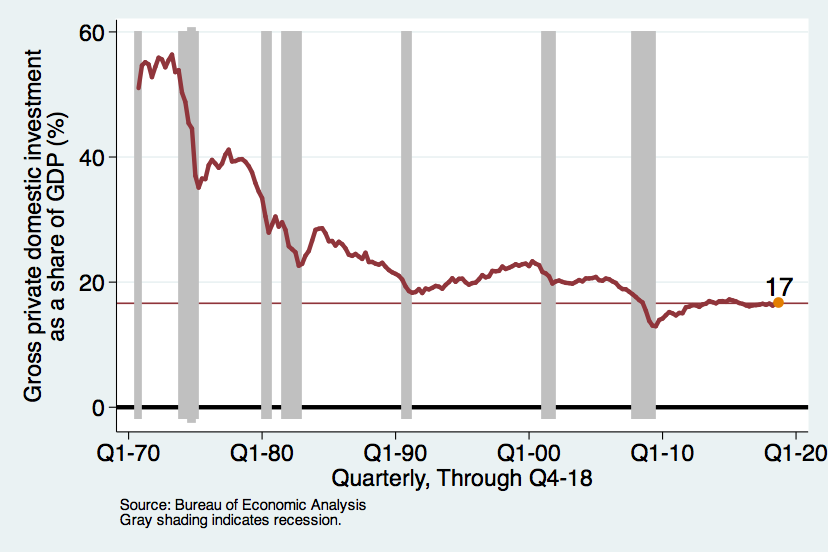 Gross private domestic investment
as a share of GDP (%)
60
40
20
0
17
Q1-70 Q1-80 Q1-90 Q1-00 Q1-10 Q1-20
Quarterly, Through Q4-18
Source: Bureau of Economic Analysis
Gray shading indicates recession.